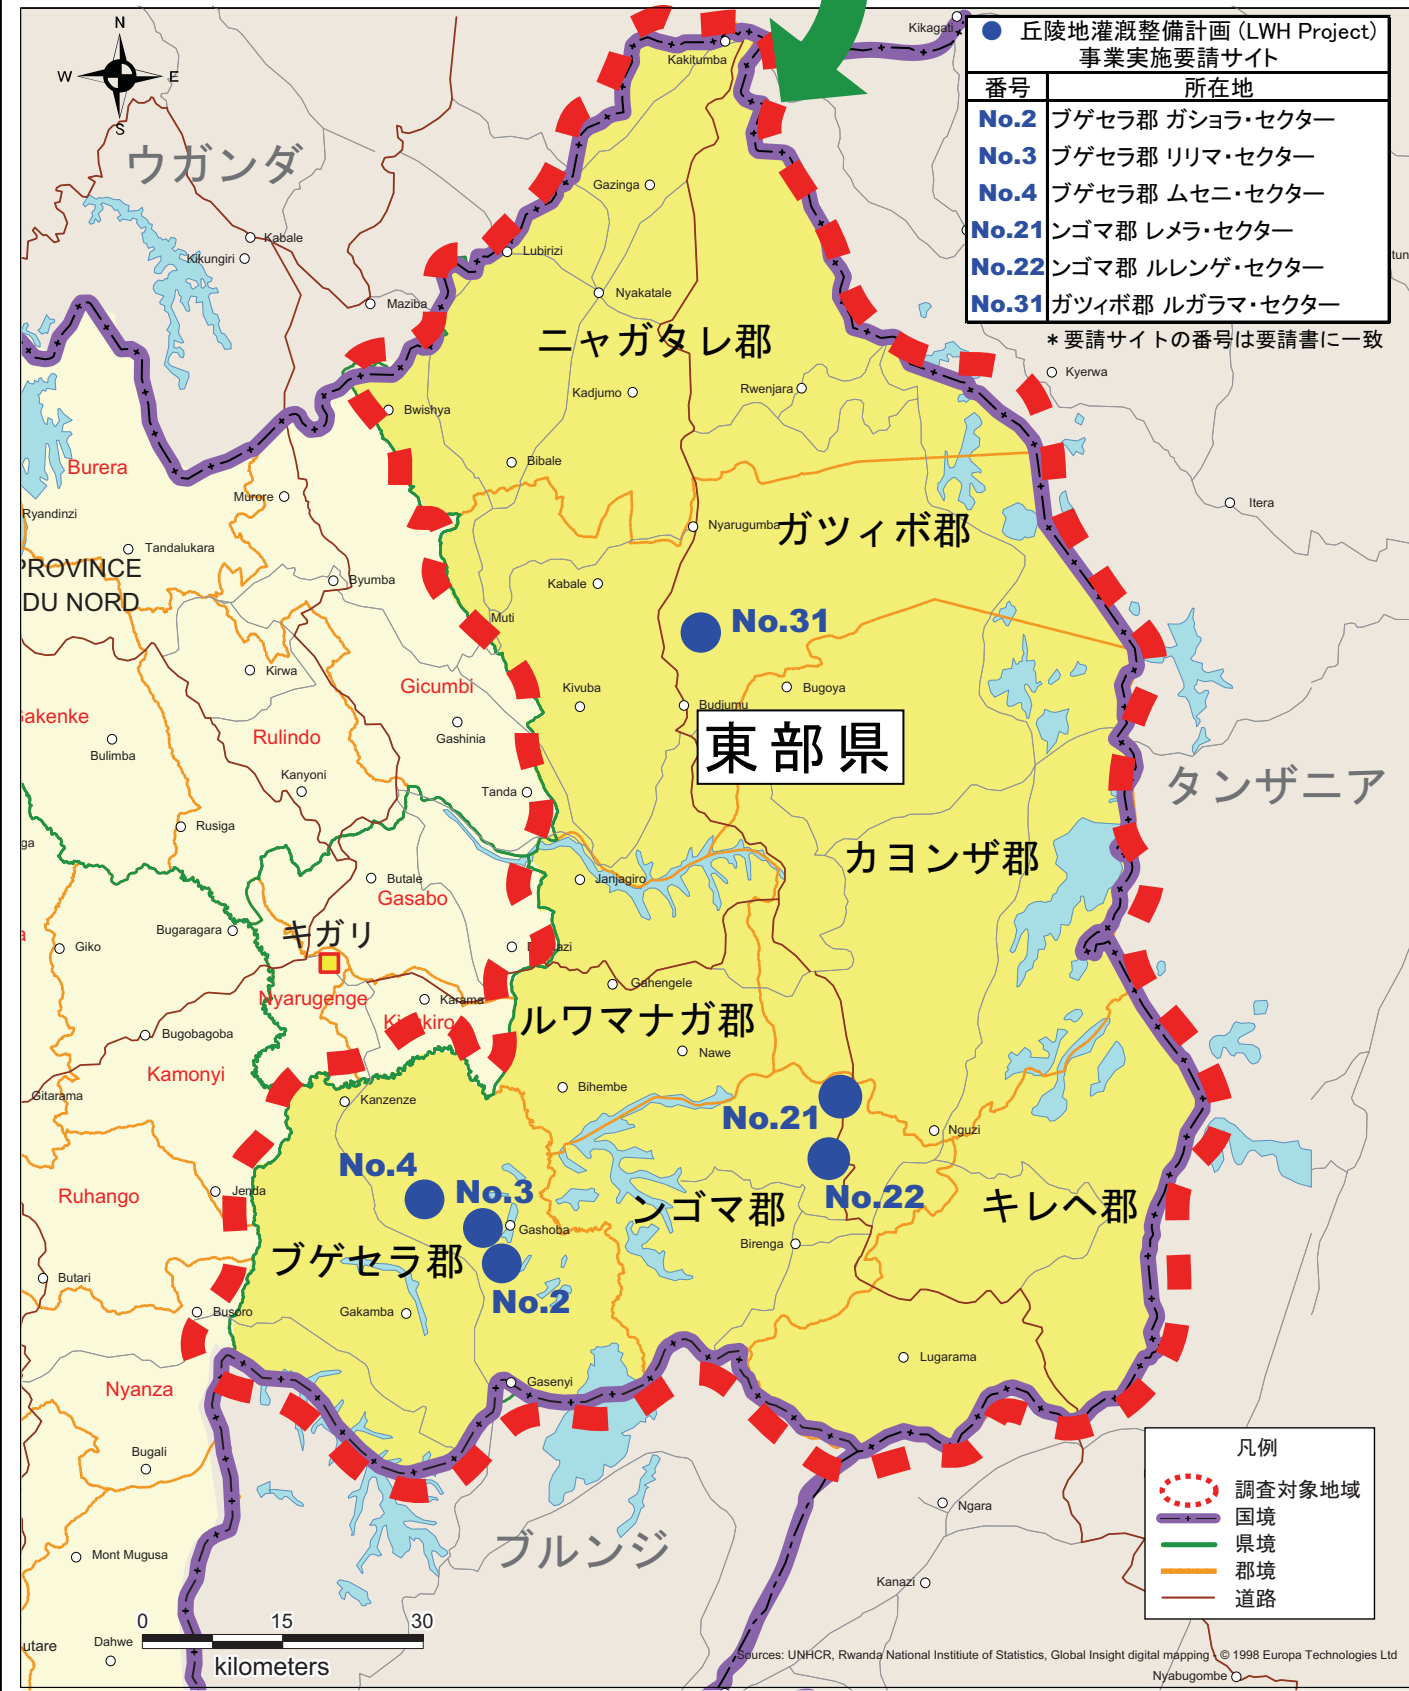 N
W
E
S
Kikagati
● 丘陵地灌漑整備計画 (LWH Project)
事業実施要請サイト
番号 所在地
No.2 ブゲセラ郡 ガショラ・セクター
No.3 ブゲセラ郡 リリマ・セクター
No.4 ブゲセラ郡 ムセニ・セクター
No.21 ンゴマ郡 レメラ・セクター
No.22 ンゴマ郡 ルレンゲ・セクター
No.31 ガツィボ郡 ルガラマ・セクター
*要請サイトの番号は要請書に一致
Kakitumba
ウガンダ
Gazinga
Kabale
Kikungiri
Lubirizi
Maziba
Nyakatale
ニャガタレ郡
Kyerwa
Kadjumo
Rwenjara
Bwishya
Burera
Bibale
Murore
Itera
Ryandinzi
Nyarugumba
ガツィボ郡
Tandalukara
PROVINCE
DU NORD
Byumba
Kabale
Muti
No.31
Kirwa
Gicumbi
Kivuba
Bugoya
Budjumu
Gakenke
Gashinia
Rulindo
Bulimba
東部県
タンザニア
Kanyoni
Tanda
Rusiga
ga
カヨンザ郡
Butale
Gasabo
Janjagiro
Bugaragara
キガリ
Giko
Gahengele
Nyarugenge
Karama
ルワマナガ郡
Bugobagoba
Nawe
Kamonyi
Bihembe
Gitarama
Kanzenze
No.21
Nguzi
No.4
No.3
Ruhango
Jenda
No.22
ンゴマ郡
キレヘ郡
Gashoba
Birenga
ブゲセラ郡
Butari
No.2
Busoro
Gakamba
Lugarama
Nyanza
Gasenyi
Bugali
凡例
調査対象地域
国境
県境
郡境
道路
Ngara
ブルンジ
Mont Mugusa
Kanazi
0 15 30
kilometers
utare
Dahwe
Sources: UNHCR, Rwanda National Institiute of Statistics, Global Insight digital mapping - © 1998 Europa Technologies Ltd
Nyabugombe